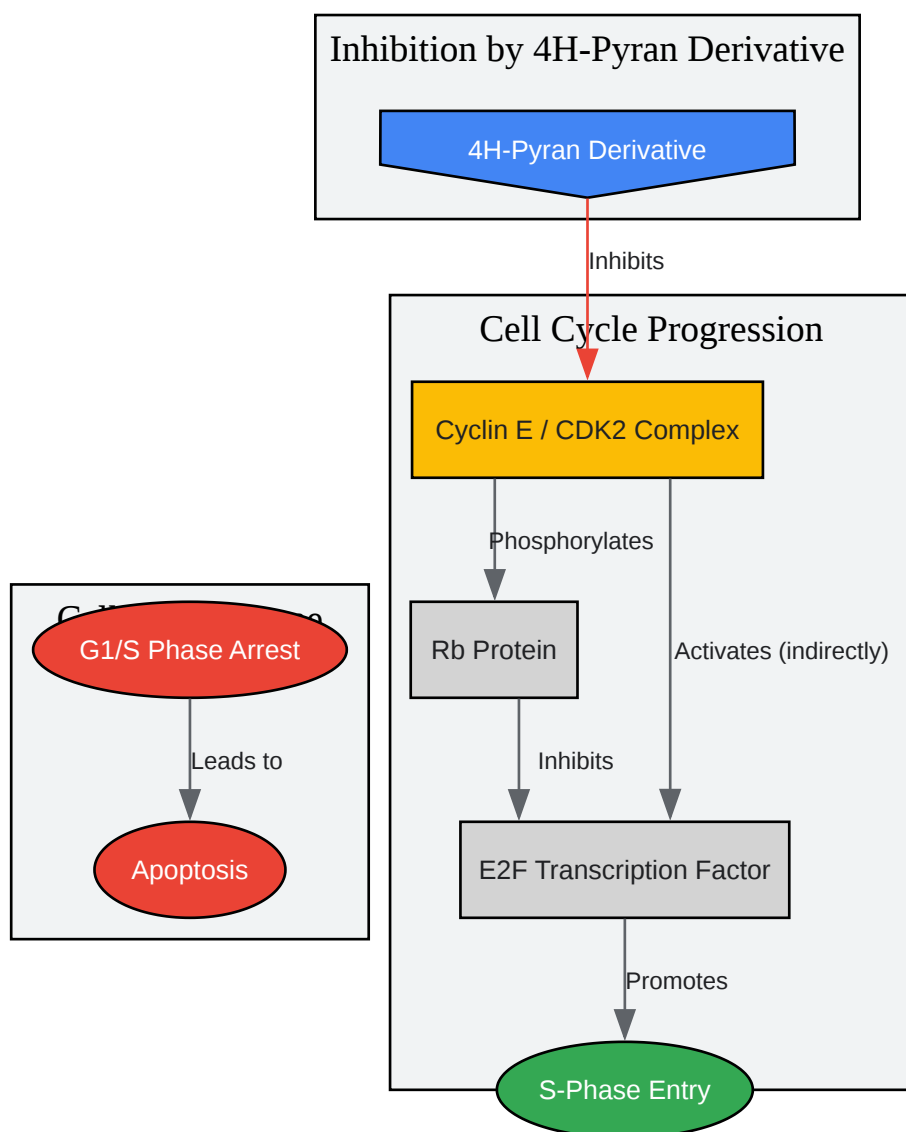 Inhibition by 4H-Pyran Derivative
4H-Pyran Derivative
Inhibits
Cell Cycle Progression
Cyclin E / CDK2 Complex
Phosphorylates
Rb Protein
Activates (indirectly)
Inhibits
E2F Transcription Factor
Promotes
S-Phase Entry
G1/S Phase Arrest
Leads to
Apoptosis